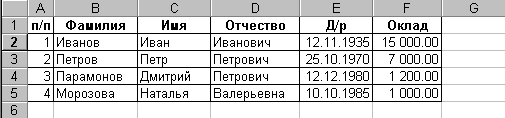 A B C D E F G
1 п/п Фамилия Имя Отчество Д/р Оклад
2 1 Иванов Иван Иванович 12.11.1935 15 000.00
3 2 Петров Петр Петрович 25.10.1970 7 000.00
4 3 Парамонов Дмитрий Петрович 12.12.1980 1 200.00
5 4 Морозова Наталья Валерьевна 10.10.1985 1 000.00
6